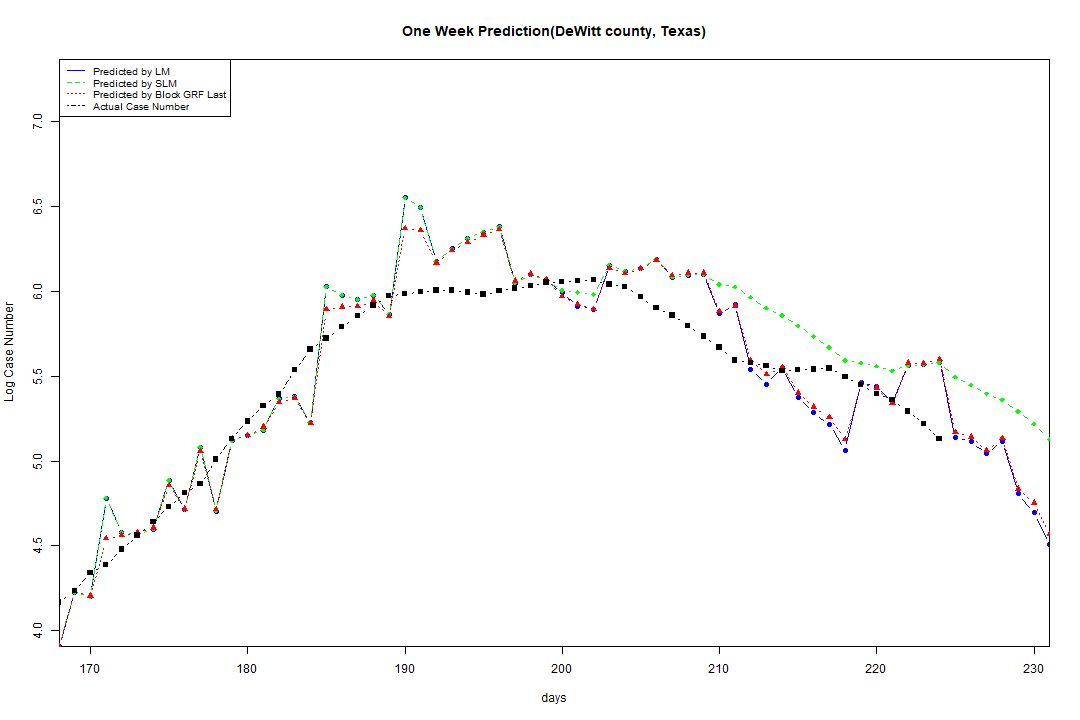 One Week Prediction(DeWitt county, Texas)
Predicted by LM
Predicted by SLM
Predicted by Block GRF Last
Actual Case Number
Log Case Number
7.0
6.5
6.0
5.5
5.0
4.5
4.0
170 180 190 200 210 220 230
days